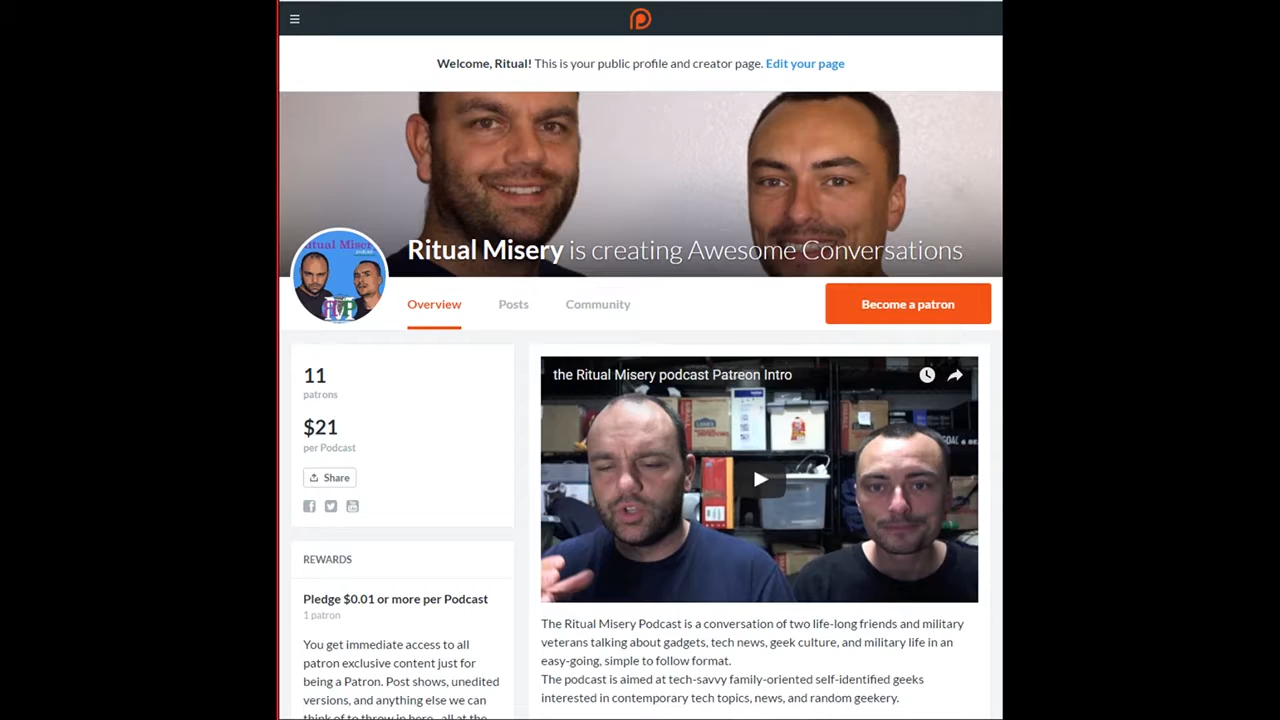 Welcome, Ritual! This is your public profile and creator page. Edit your page
Ritual Misery is creating Awesome Conversations
Ritual Misery
Overview
Posts
Community
Become a patron
11
patrons
$21
per Podcast
Share
the Ritual Misery podcast Patreon Intro
REWARDS
Pledge $0.01 or more per Podcast
1 patron
You get immediate access to all
patron exclusive content just for
being a Patron. Post shows, unedited
versions, and anything else we can
think of to throw in here...all at the
The Ritual Misery Podcast is a conversation of two life-long friends and military
veterans talking about gadgets, tech news, geek culture, and military life in an
easy-going, simple to follow format.
The podcast is aimed at tech-savvy family-oriented self-identified geeks
interested in contemporary tech topics, news, and random geekery.